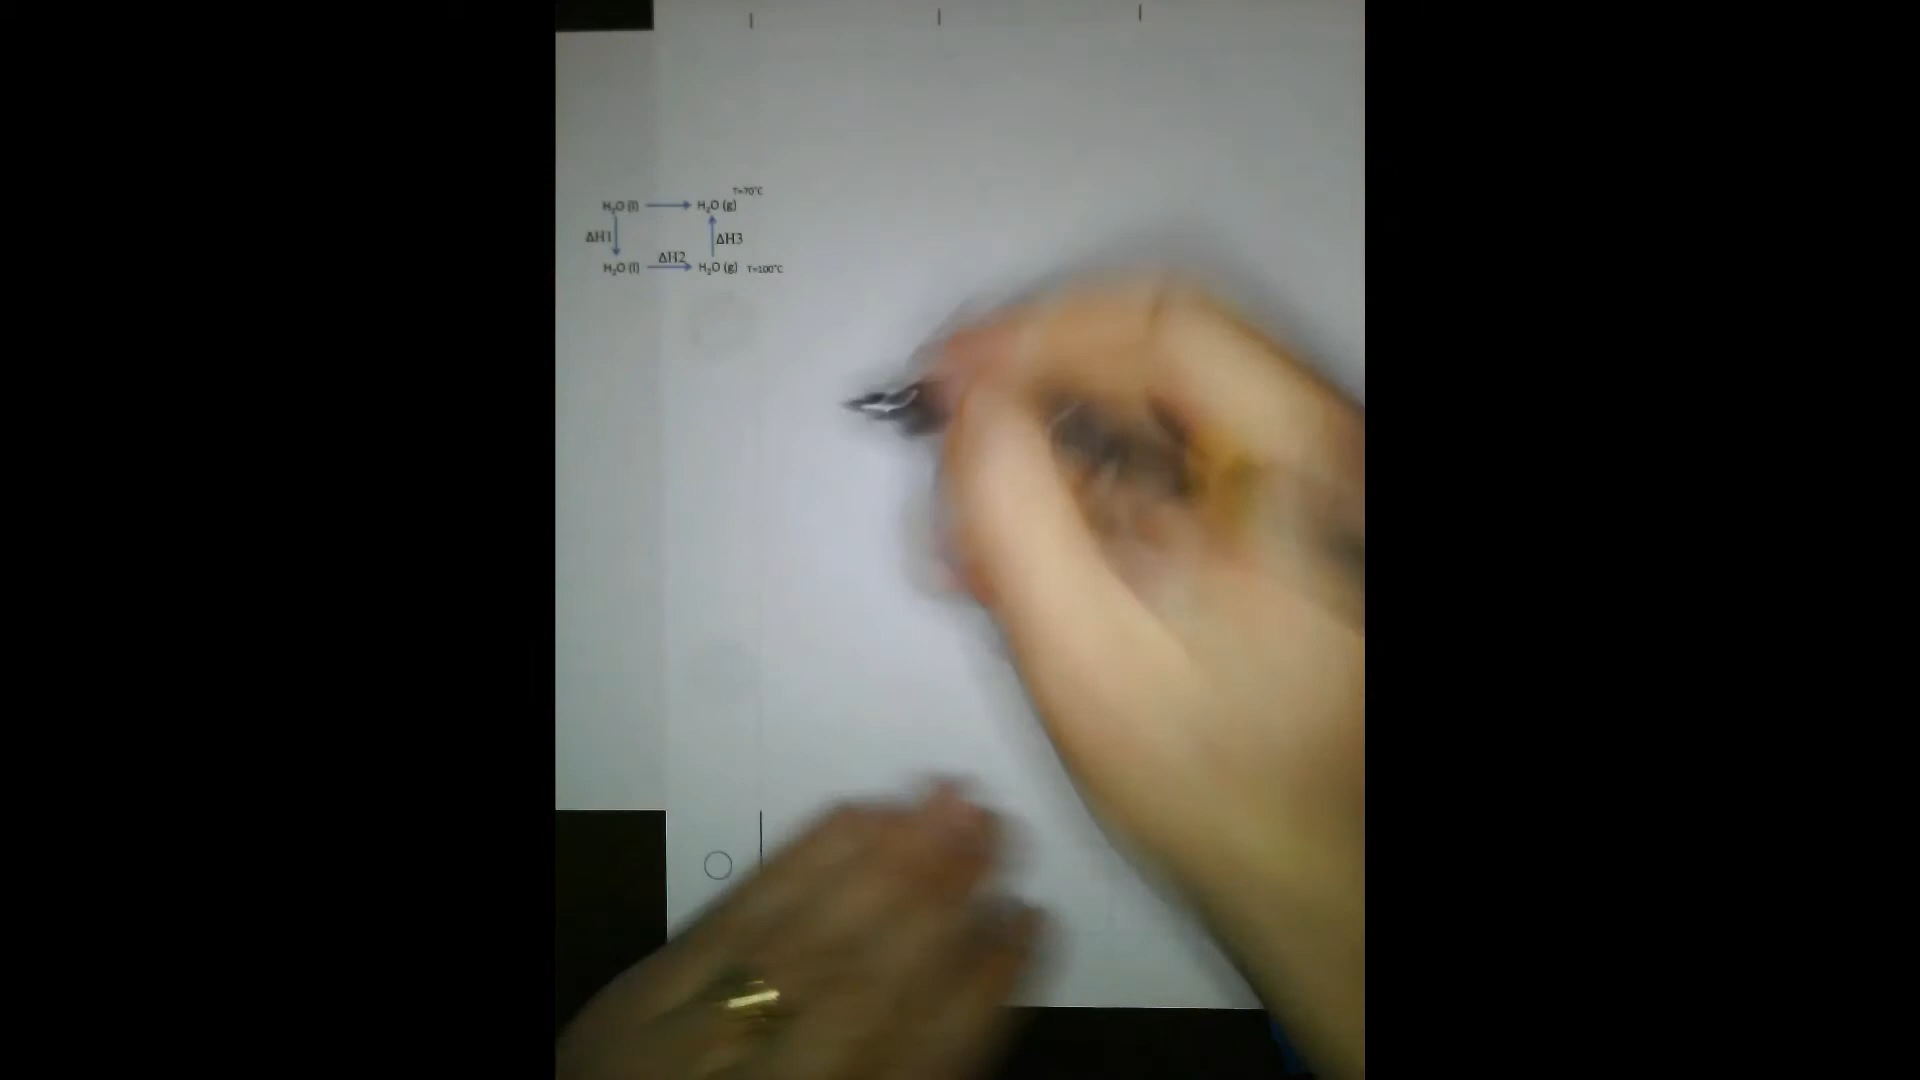 T=70°C
H₂O (l) → H₂O (g)
ΔH1 ΔH3
ΔH2
H₂O (l) → H₂O (g) T=100°C